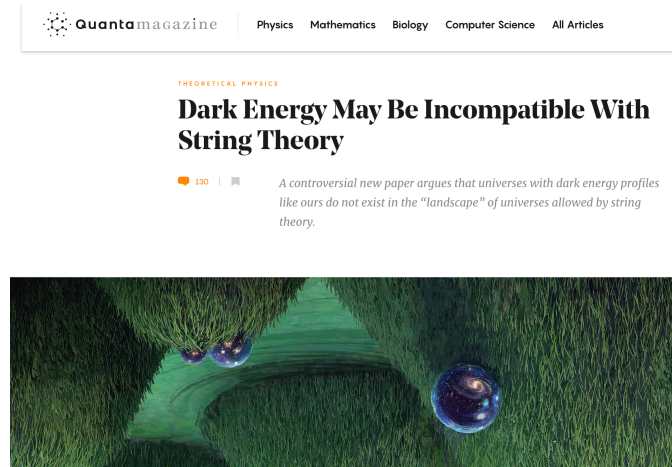 Quantamagazine
Physics Mathematics Biology Computer Science All Articles
THEORETICAL PHYSICS
Dark Energy May Be Incompatible With
String Theory
130
A controversial new paper argues that universes with dark energy profiles
like ours do not exist in the “landscape” of universes allowed by string
theory.